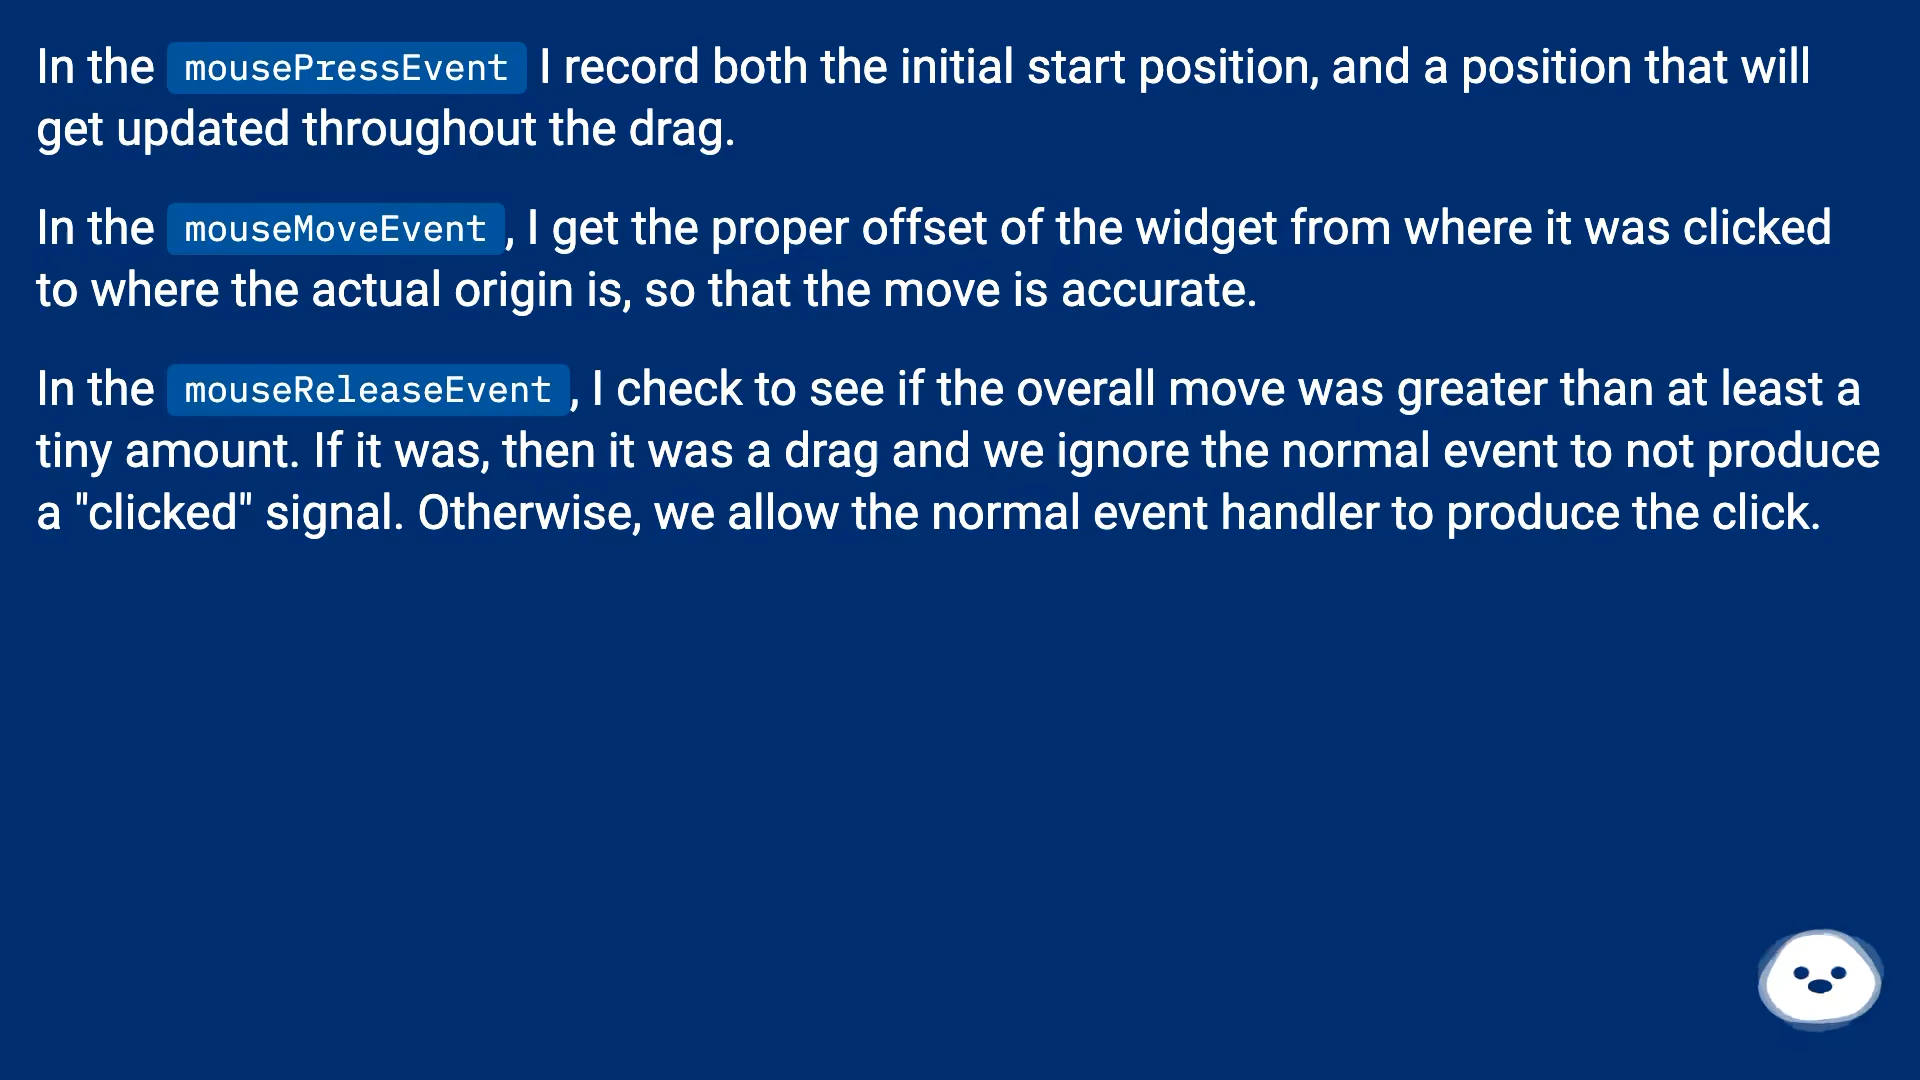 In the mousePressEvent I record both the initial start position, and a position that will
get updated throughout the drag.
In the mouseMoveEvent, I get the proper offset of the widget from where it was clicked
to where the actual origin is, so that the move is accurate.
In the mouseReleaseEvent, I check to see if the overall move was greater than at least a
tiny amount. If it was, then it was a drag and we ignore the normal event to not produce
a "clicked" signal. Otherwise, we allow the normal event handler to produce the click.